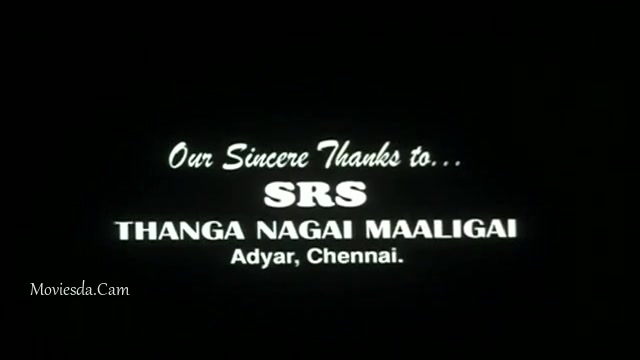 Our Sincere Thanks to...
SRS
THANGA NAGAI MAALIGAI
Adyar, Chennai.
Moviesda.Cam